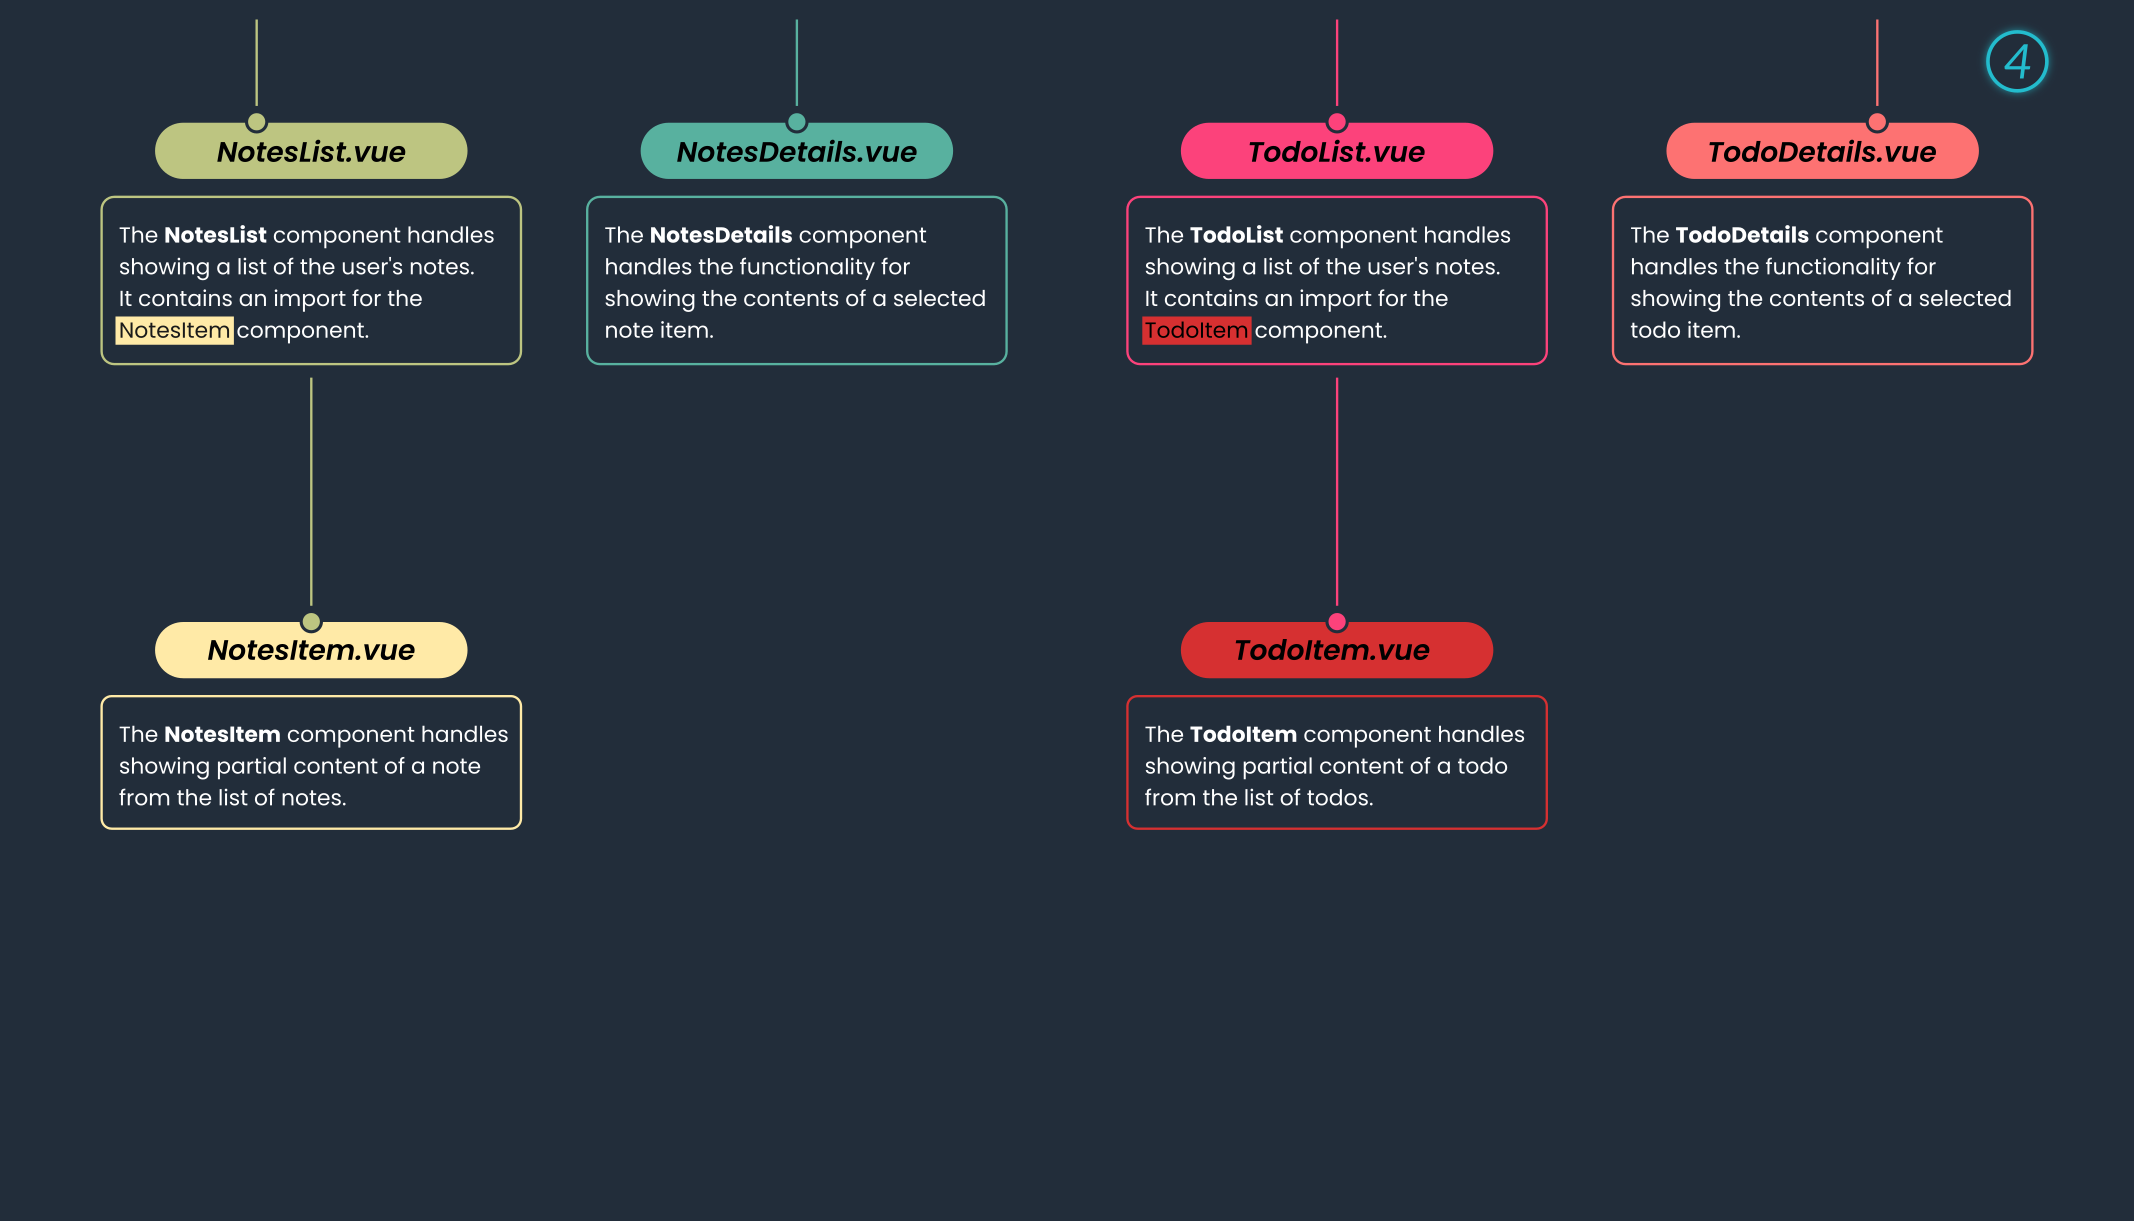 4
NotesList.vue
The NotesList component handles
showing a list of the user's notes.
It contains an import for the
NotesItem component.
NotesDetails.vue
The NotesDetails component
handles the functionality for
showing the contents of a selected
note item.
TodoList.vue
The TodoList component handles
showing a list of the user's notes.
It contains an import for the
TodoItem component.
TodoDetails.vue
The TodoDetails component
handles the functionality for
showing the contents of a selected
todo item.
NotesItem.vue
The NotesItem component handles
showing partial content of a note
from the list of notes.
TodoItem.vue
The TodoItem component handles
showing partial content of a todo
from the list of todos.